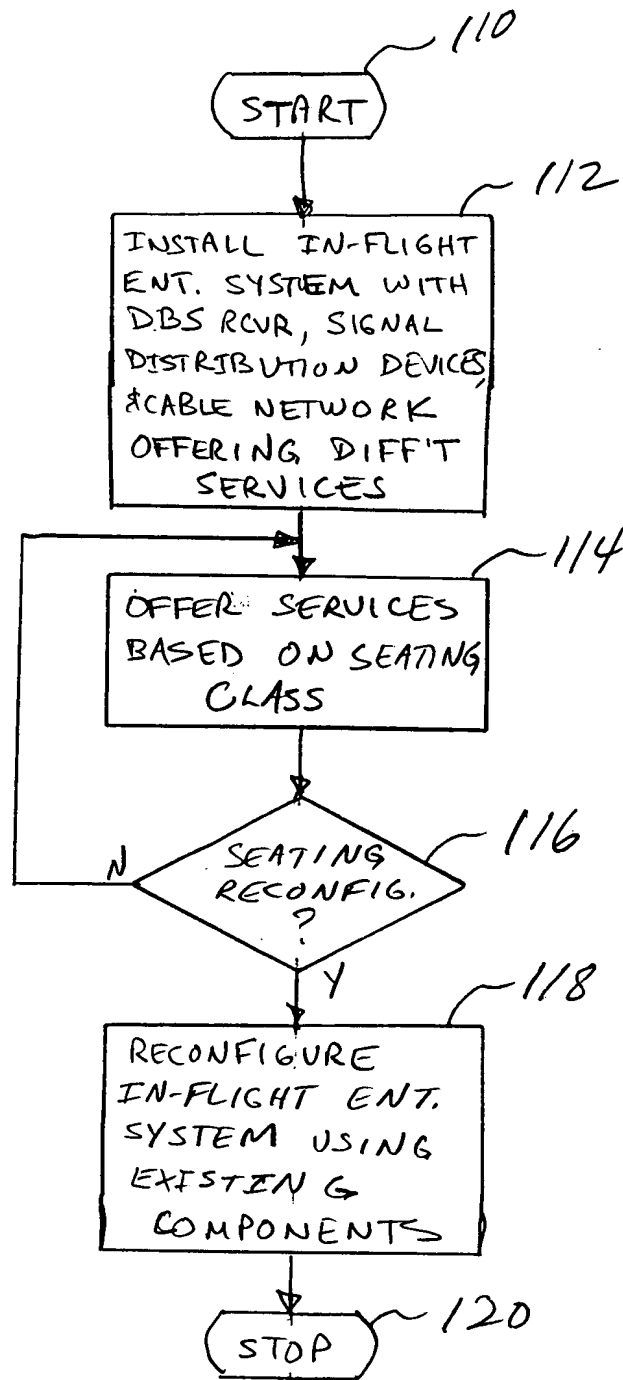 110
START
112
INSTALL IN-FLIGHT
ENT. SYSTEM WITH
DBS RCVR, SIGNAL
DISTRIBUTION DEVICES,
& CABLE NETWORK
OFFERING DIFF'T
SERVICES
114
OFFER SERVICES
BASED ON SEATING
CLASS
116
SEATING
RECONFIG.
?
N
Y
118
RECONFIGURE
IN-FLIGHT ENT.
SYSTEM USING
EXISTING
COMPONENTS
120
STOP